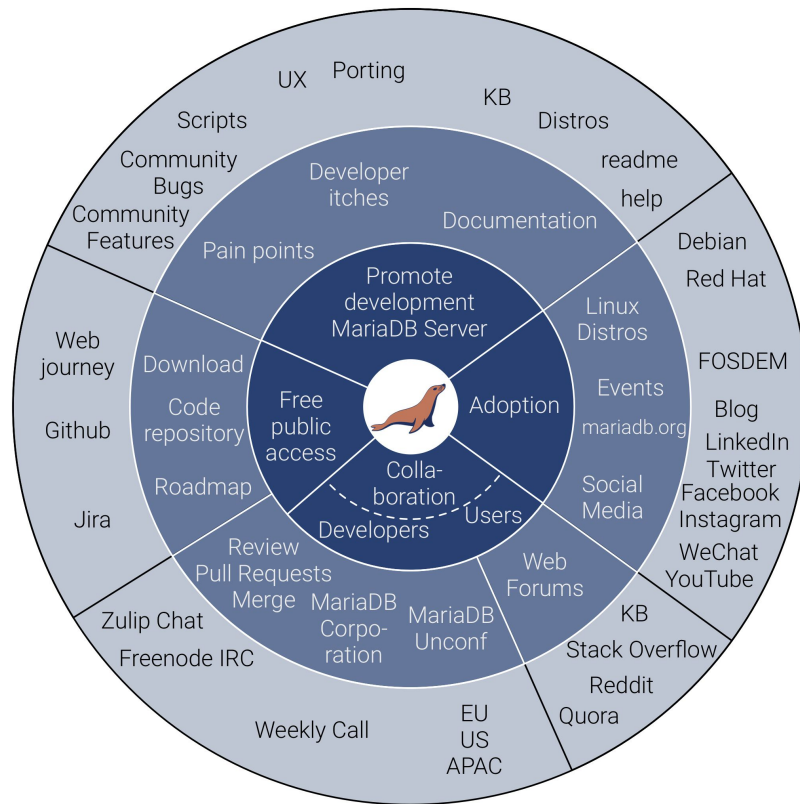 UX
Porting
KB
Scripts
Distros
Community
Bugs
readme
help
Community
Features
Developer
itches
Documentation
Pain points
Promote
development
MariaDB Server
Debian
Red Hat
FOSDEM
Blog
LinkedIn
Twitter
Facebook
Instagram
WeChat
YouTube
Linux
Distros
Events
mariadb.org
Social
Media
Adoption
Web
journey
Github
Jira
Download
Code
repository
Roadmap
Free
public
access
Colla-
boration
Developers
Users
Review
Pull Requests
Merge
MariaDB
Corpo-
ration
MariaDB
Unconf
Web
Forums
Zulip Chat
Freenode IRC
Weekly Call
EU
US
APAC
KB
Stack Overflow
Reddit
Quora